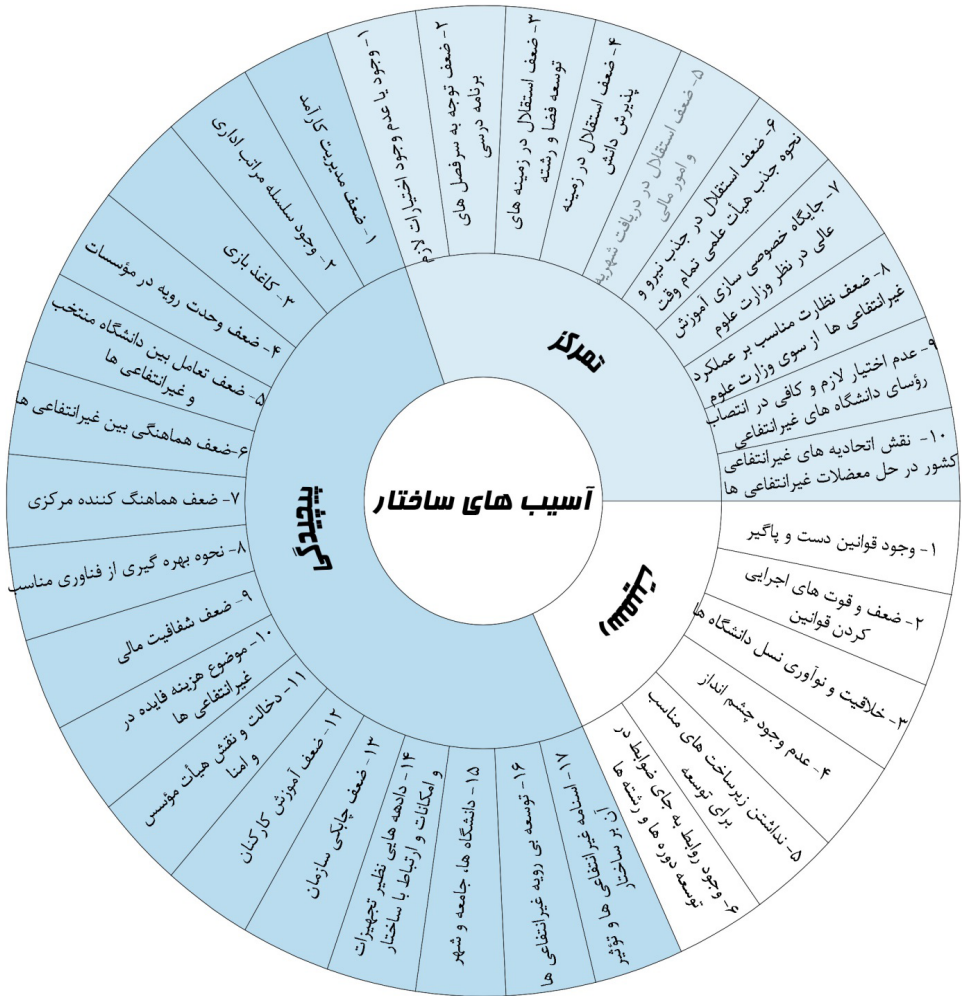 آسیب های ساختار
تمرکز
۱- وجود یا عدم وجود اختیارات لازم
۲- ضعف توجه به سرفصل های
برنامه درسی
۳- ضعف استقلال در زمینه های
توسعه فضا و رشته
۴- ضعف استقلال در زمینه
پذیرش دانش
۵- ضعف استقلال در دریافت شهریه
و امور مالی
۶- ضعف استقلال در جذب نیرو و
نحوه جذب هیأت علمی تمام وقت
۷- جایگاه خصوصی سازی آموزش
عالی در نظر وزارت علوم
۸- ضعف نظارت مناسب بر عملکرد
غیرانتفاعی ها از سوی وزارت علوم
۹- عدم اختیار لازم و کافی در انتصاب
رؤسای دانشگاه های غیرانتفاعی
۱۰- نقش اتحادیه های غیرانتفاعی
کشور در حل معضلات غیرانتفاعی ها
رسمیت
۱- وجود قوانین دست و پاگیر
۲- ضعف و قوت های اجرایی
کردن قوانین
۳- خلاقیت و نوآوری نسل دانشگاه ها
۴- عدم وجود چشم انداز
۵- نداشتن زیرساخت های مناسب
برای توسعه
۶- وجود روابط به جای ضوابط در
توسعه دوره ها و رشته ها
پیچیدگی
۱- ضعف مدیریت کارآمد
۲- وجود سلسله مراتب اداری
۳- کاغذ بازی
۴- ضعف وحدت رویه در مؤسسات
۵- ضعف تعامل بین دانشگاه منتخب
و غیرانتفاعی ها
۶-ضعف هماهنگی بین غیرانتفاعی ها
۷- ضعف هماهنگ کننده مرکزی
۸- نحوه بهره گیری از فناوری مناسب
۹- ضعف شفافیت مالی
۱۰- موضوع هزینه فایده در
غیرانتفاعی ها
۱۱- دخالت و نقش هیأت مؤسس
و امنا
۱۲- ضعف آموزش کارکنان
۱۳- ضعف چابکی سازمان
۱۴- دادهه هایی نظیر تجهیزات
و امکانات و ارتباط با ساختار
۱۵- دانشگاه ها، جامعه و شهر
۱۶- توسعه بی رویه غیرانتفاعی ها
۱۷- اسنامه غیرانتفاعی ها و تؤثیر
آن بر ساختار